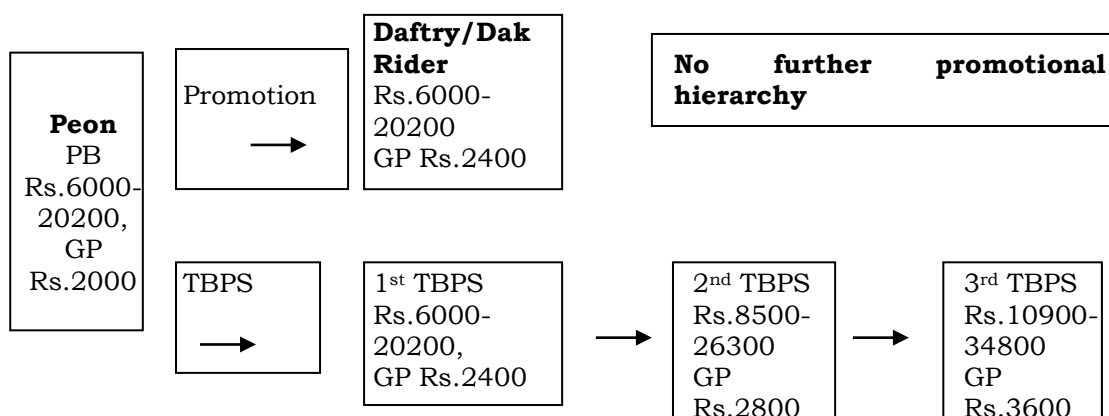 Peon
PB
Rs.6000-
20200,
GP
Rs.2000
Promotion
Daftry/Dak
Rider
Rs.6000-
20200
GP Rs.2400
No further promotional
hierarchy
TBPS
1st TBPS
Rs.6000-
20200,
GP Rs.2400
2nd TBPS
Rs.8500-
26300
GP
Rs.2800
3rd TBPS
Rs.10900-
34800
GP
Rs.3600